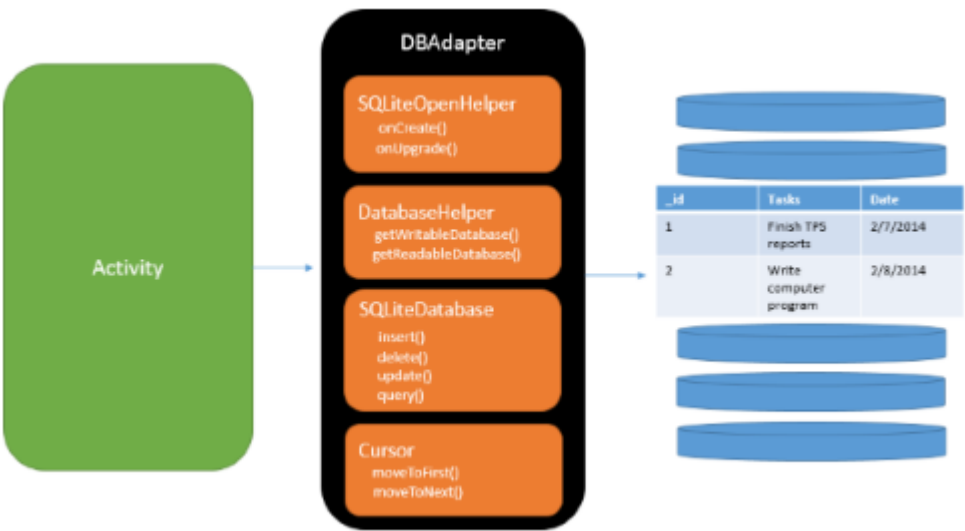 Activity
DBAdapter
SQLiteOpenHelper
onCreate()
onUpgrade()
DatabaseHelper
getWritableDatabase()
getReadableDatabase()
SQLiteDatabase
insert()
delete()
update()
query()
Cursor
moveToFirst()
moveToNext()
_id Tasks Date
1 Finish TPS 2/7/2014
reports
2 Write 2/8/2014
computer
program